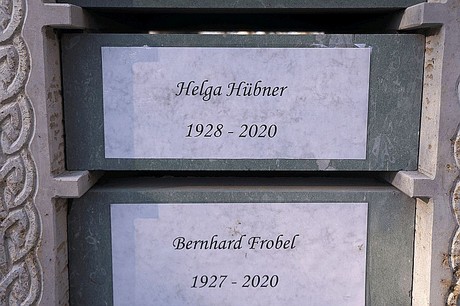 Helga Hübner
1928 - 2020
Bernhard Frobel
1927 - 2020